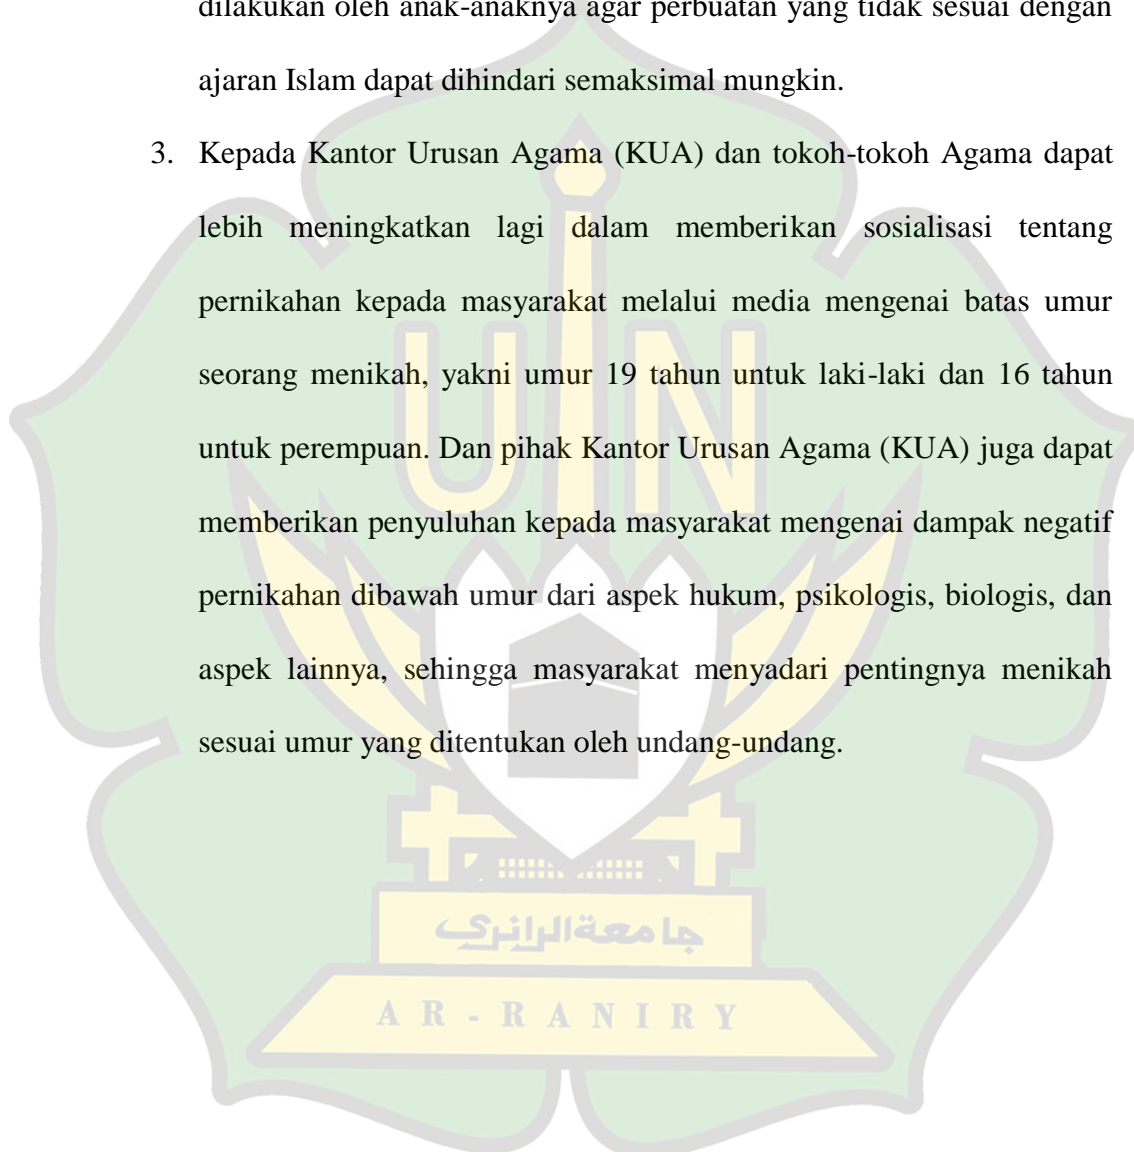 dilakukan oleh anak-anaknya agar perbuatan yang tidak sesuai dengan
ajaran Islam dapat dihindari semaksimal mungkin.
3. Kepada Kantor Urusan Agama (KUA) dan tokoh-tokoh Agama dapat
lebih meningkatkan lagi dalam memberikan sosialisasi tentang
pernikahan kepada masyarakat melalui media mengenai batas umur
seorang menikah, yakni umur 19 tahun untuk laki-laki dan 16 tahun
untuk perempuan. Dan pihak Kantor Urusan Agama (KUA) juga dapat
memberikan penyuluhan kepada masyarakat mengenai dampak negatif
pernikahan dibawah umur dari aspek hukum, psikologis, biologis, dan
aspek lainnya, sehingga masyarakat menyadari pentingnya menikah
sesuai umur yang ditentukan oleh undang-undang.
UIN
جامعة الرانري
AR-RANIRY